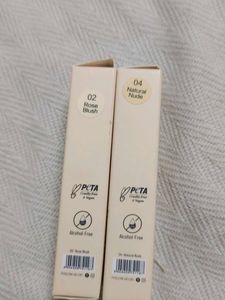 02
Rose
Blush
PETA
Cruelty-Free
& Vegan
Alcohol Free
04
Natural
Nude
PETA
Cruelty-Free
& Vegan
Alcohol Free